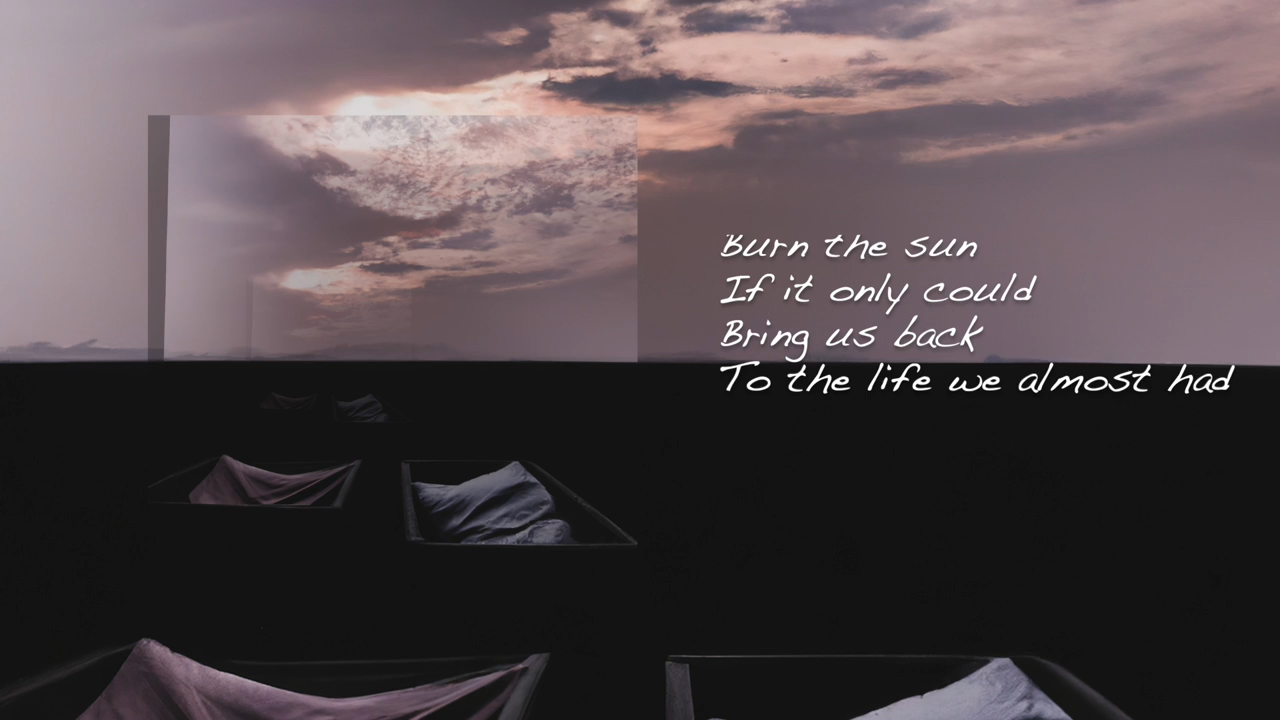 Burn the sun
If it only could
Bring us back
To the life we almost had